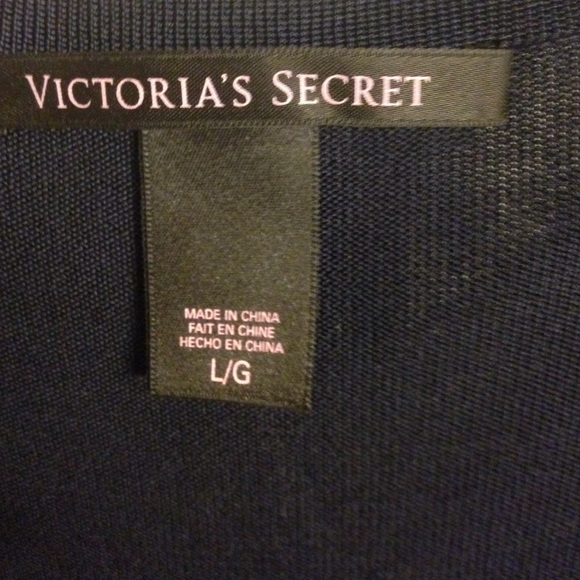 VICTORIA'S SECRET
MADE IN CHINA
FAIT EN CHINE
HECHO EN CHINA
L/G